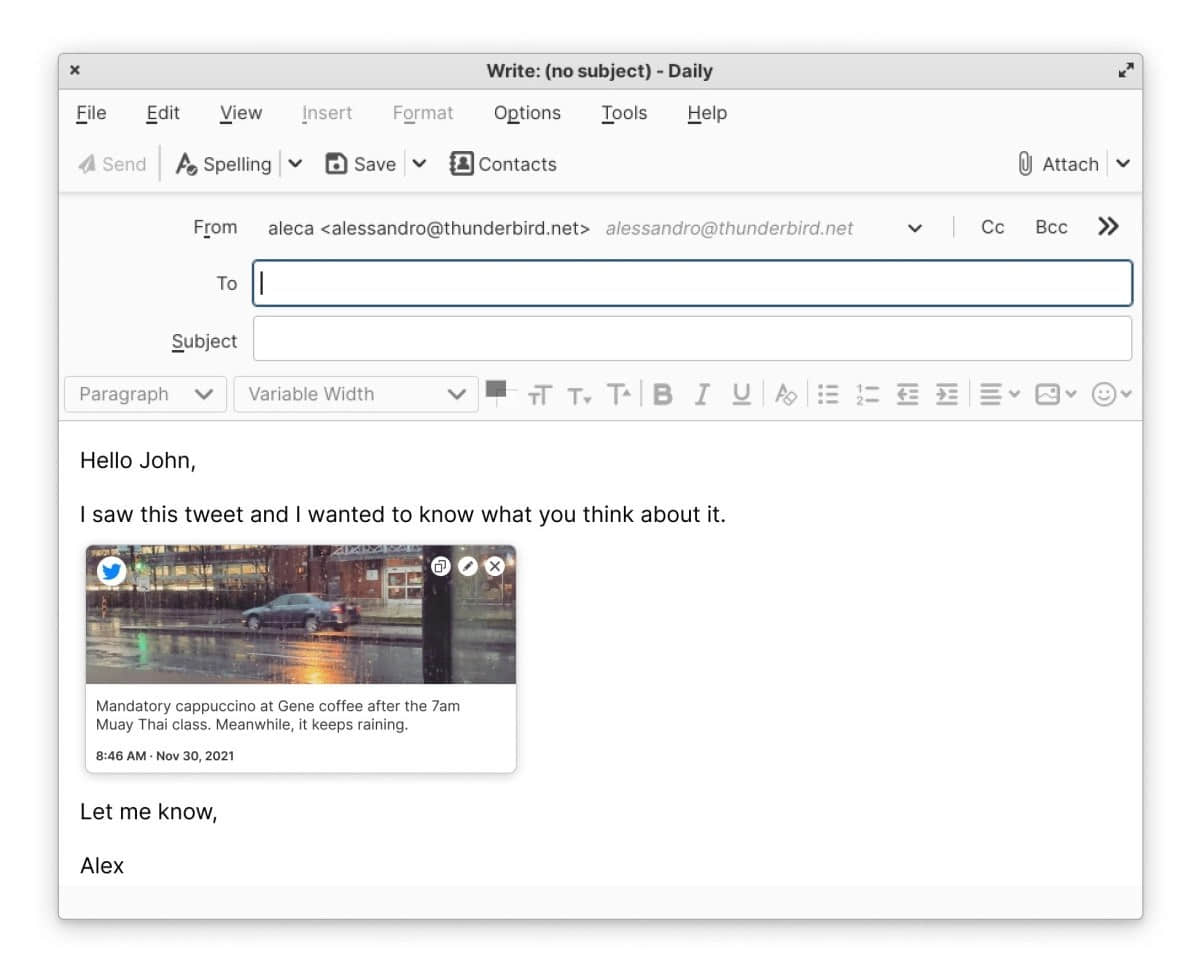 Write: (no subject) - Daily
File Edit View Insert Format Options Tools Help
Send Spelling Save Contacts Attach
From aleca <alessandro@thunderbird.net> alessandro@thunderbird.net Cc Bcc
To
Subject
Paragraph Variable Width
Hello John,
I saw this tweet and I wanted to know what you think about it.
Mandatory cappuccino at Gene coffee after the 7am
Muay Thai class. Meanwhile, it keeps raining.
8:46 AM · Nov 30, 2021
Let me know,
Alex